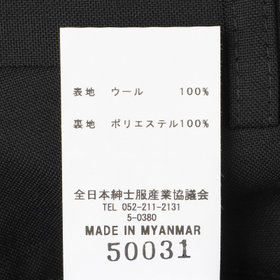 表地 ウール 100%
裏地 ポリエステル100%
全日本紳士服産業協議会
TEL 052-211-2131
5-0380
MADE IN MYANMAR
50031